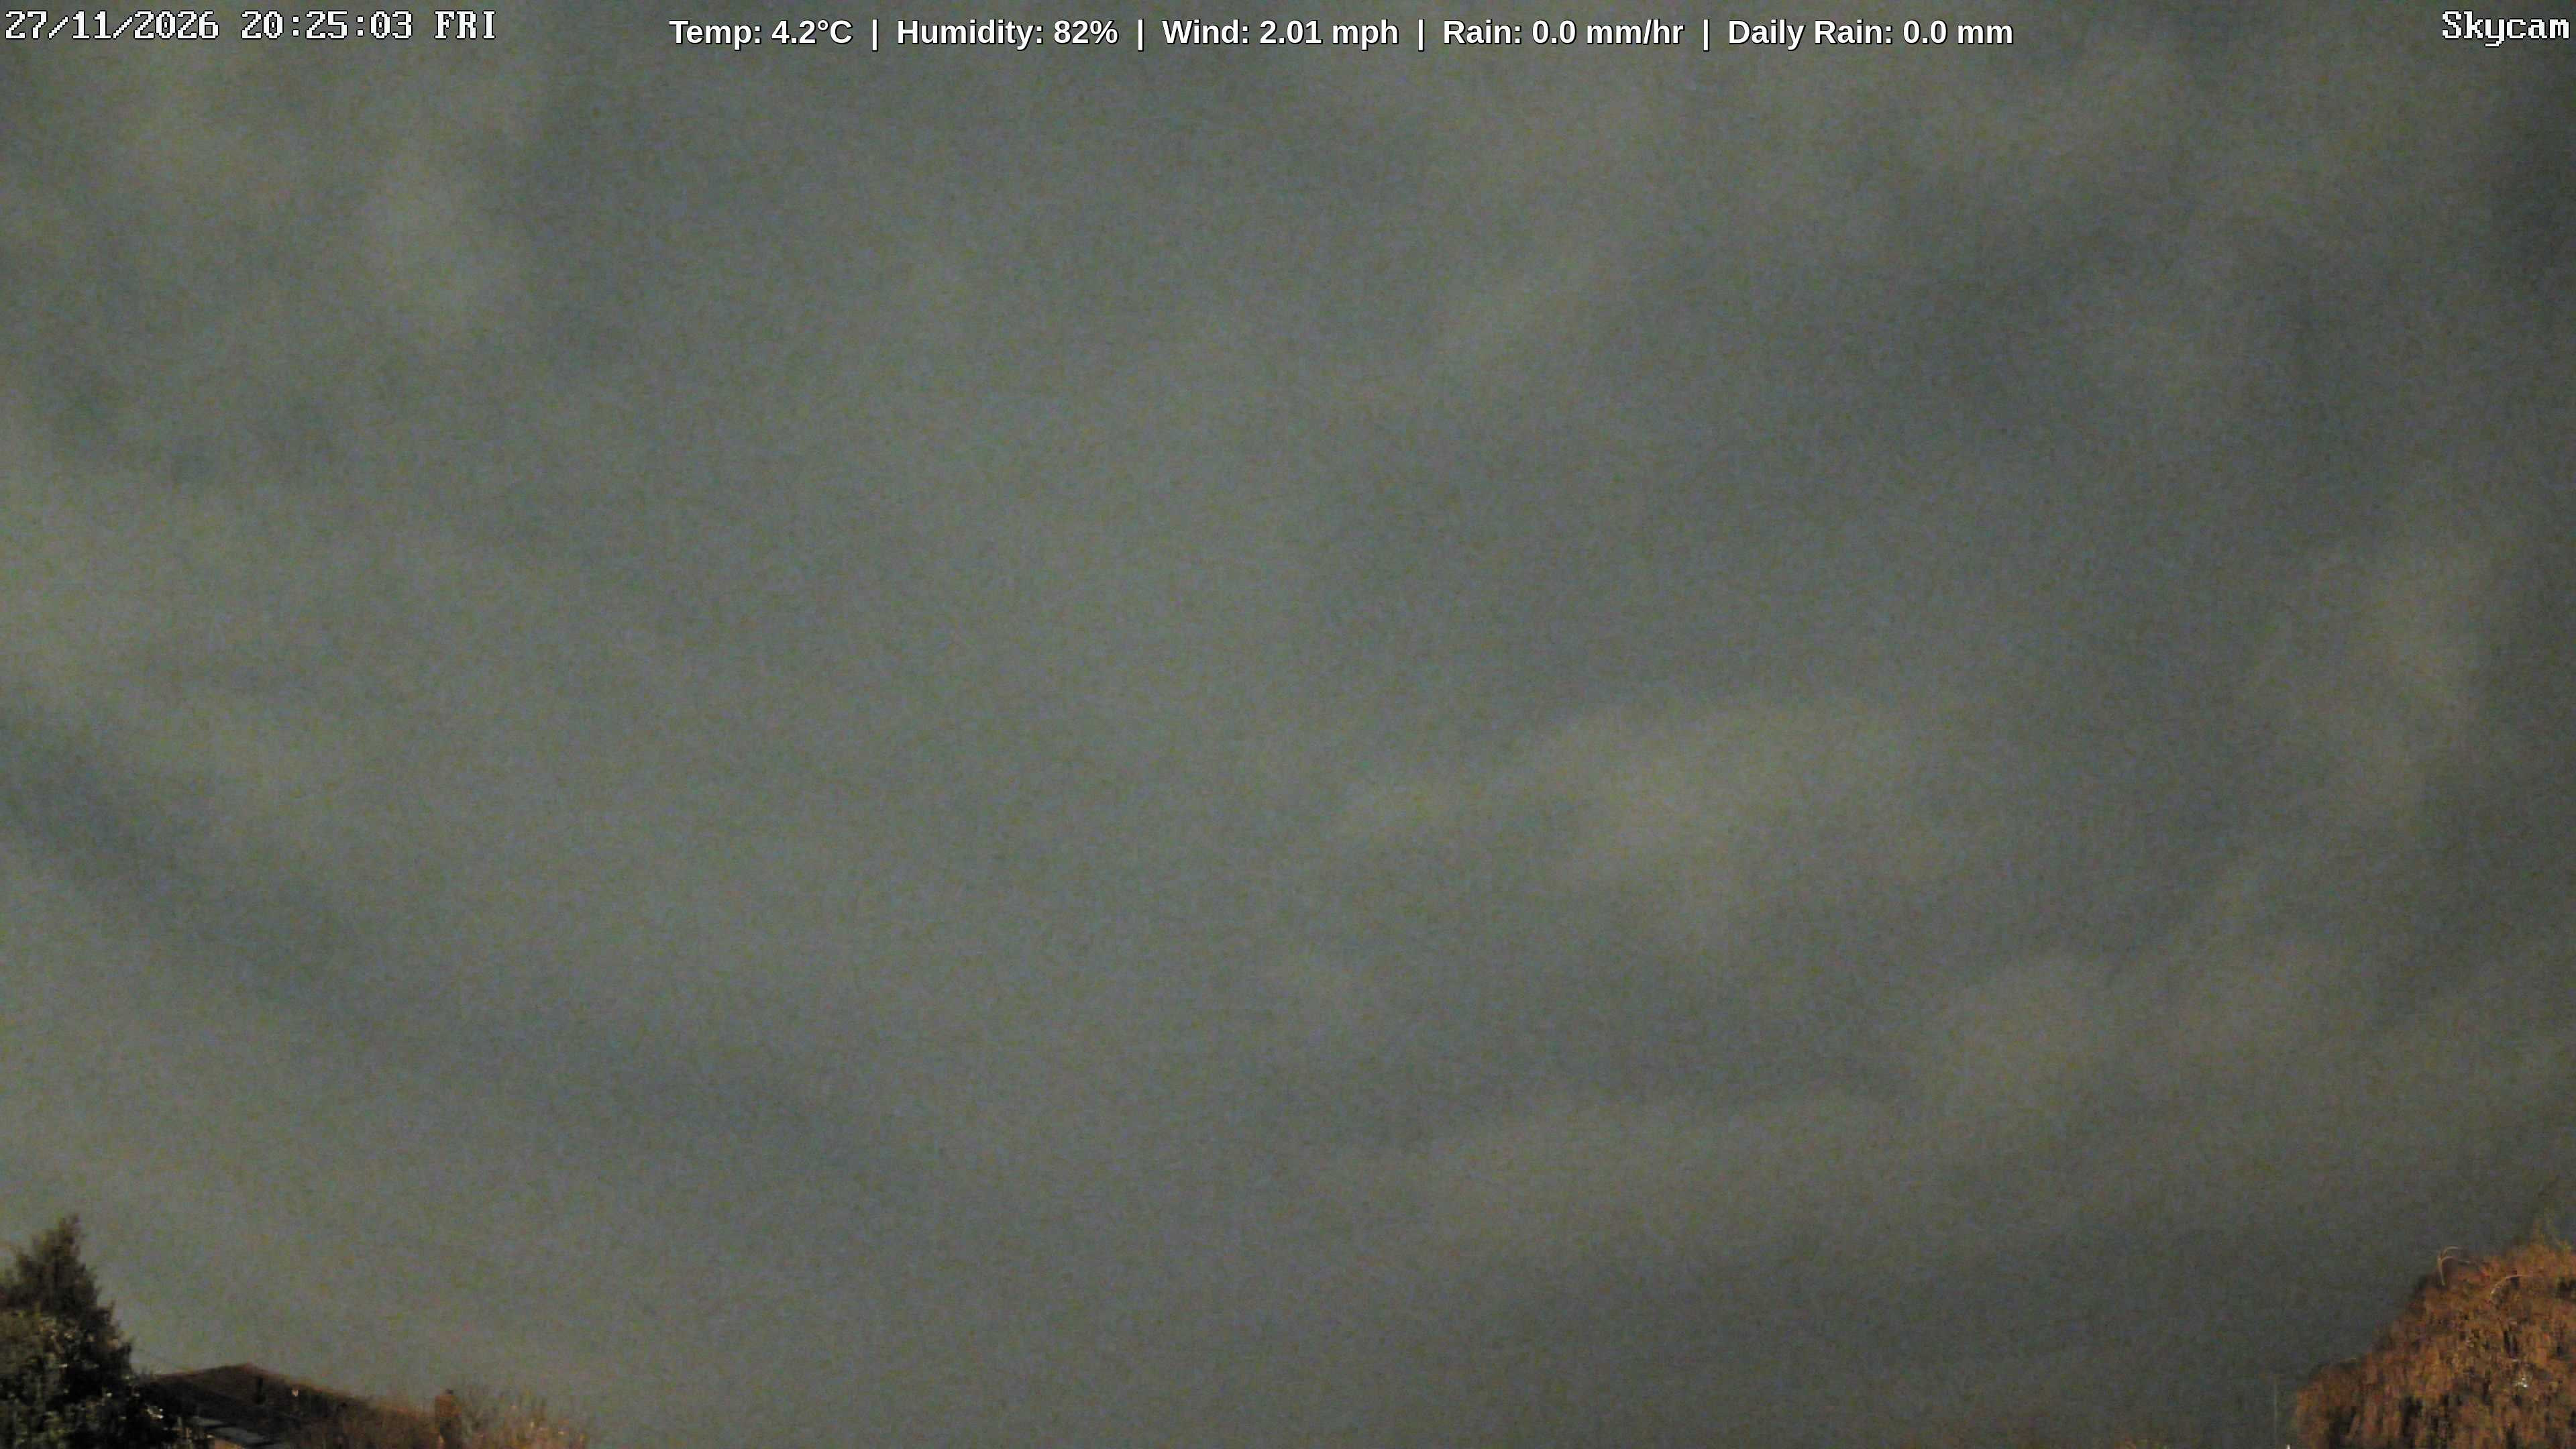 27/11/2026 20:25:03 FRI
Temp: 4.2°C | Humidity: 82% | Wind: 2.01 mph | Rain: 0.0 mm/hr | Daily Rain: 0.0 mm
Skycam